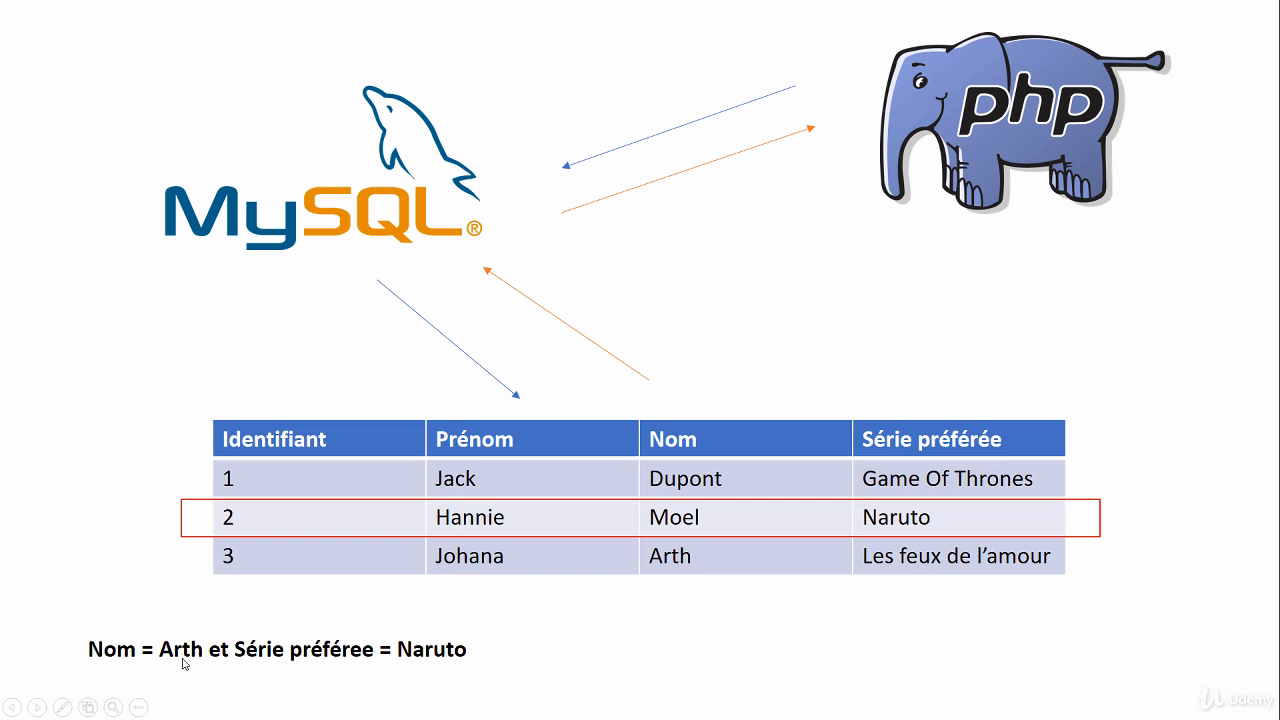 php
MySQL®
Identifiant Prénom Nom Série préférée
1 Jack Dupont Game Of Thrones
2 Hannie Moel Naruto
3 Johana Arth Les feux de l’amour
Nom = Arth et Série préféree = Naruto
Udemy